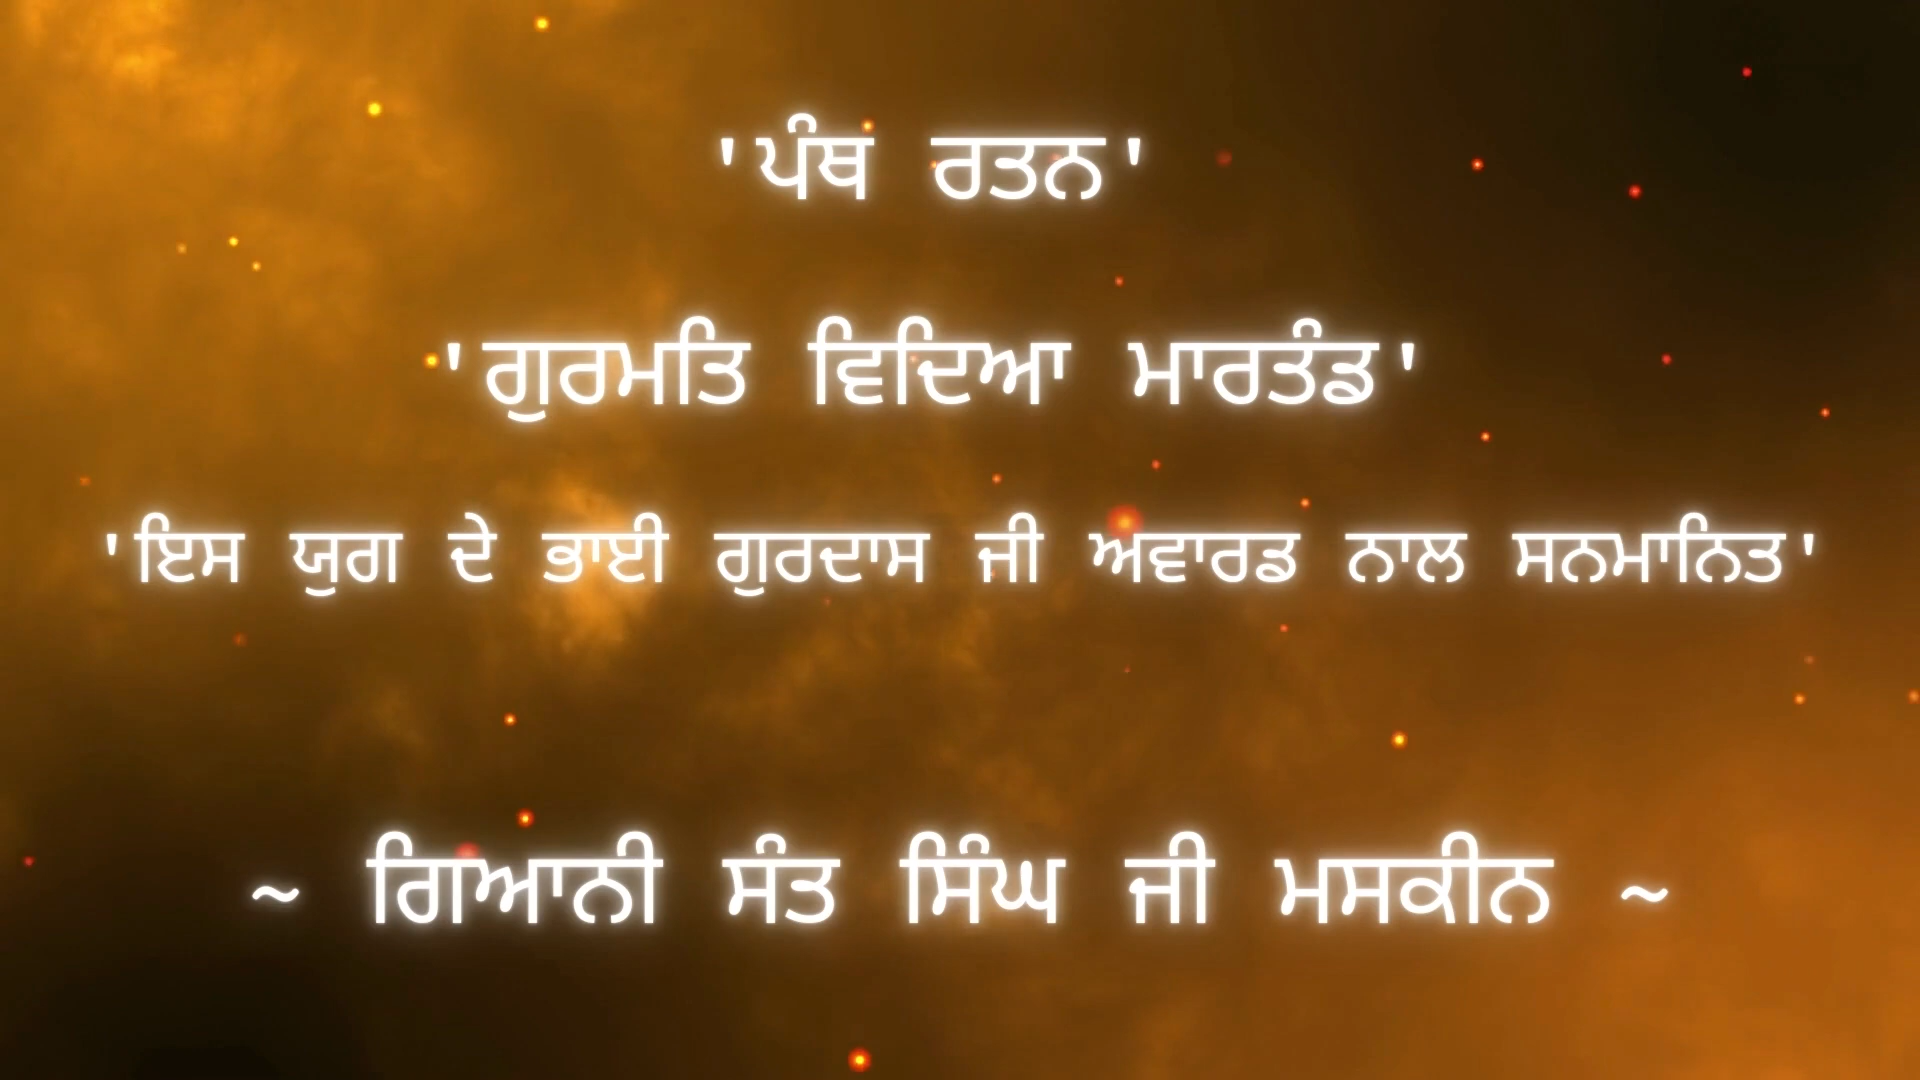 'ਪੰਥ ਰਤਨ'
'ਗੁਰਮਤਿ ਵਿਦਿਆ ਮਾਰਤੰਡ'
'ਇਸ ਯੁਗ ਦੇ ਭਾਈ ਗੁਰਦਾਸ ਜੀ ਅਵਾਰਡ ਨਾਲ ਸਨਮਾਨਿਤ'
~ ਗਿਆਨੀ ਸੰਤ ਸਿੰਘ ਜੀ ਮਸਕੀਨ ~